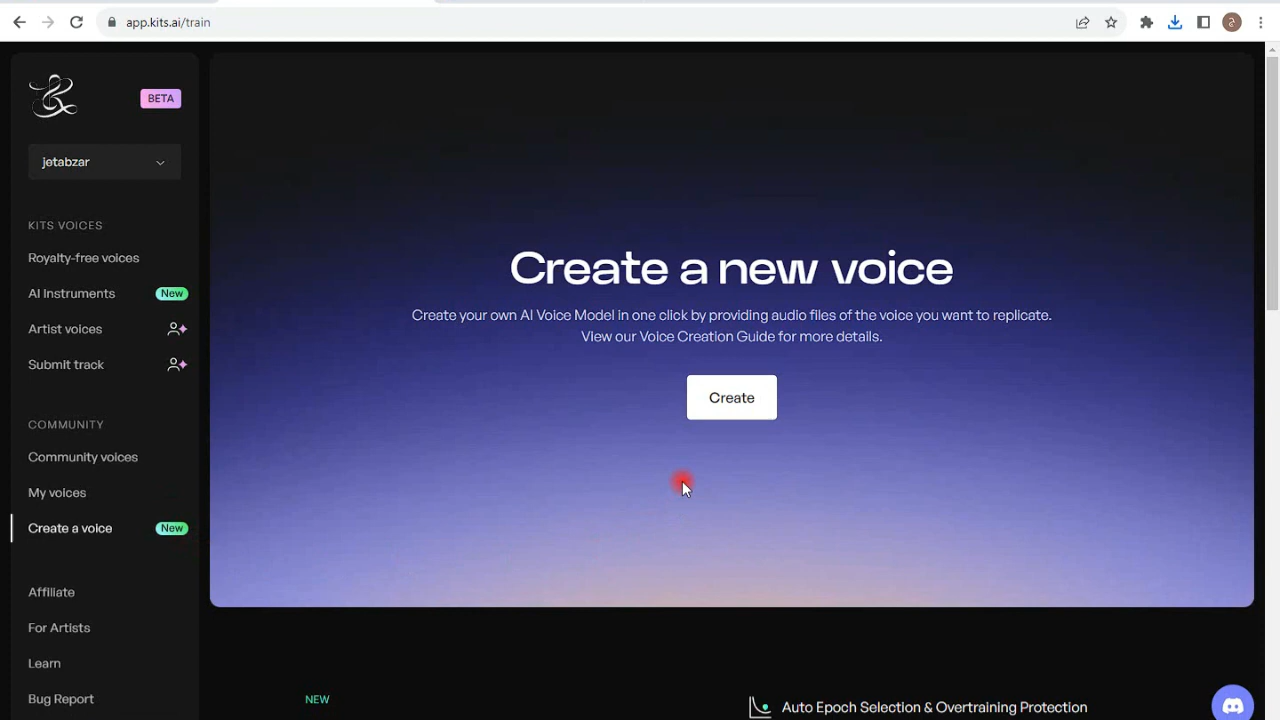 app.kits.ai/train
BETA
jetabzar
KITS VOICES
Royalty-free voices
AI Instruments New
Artist voices
Submit track
COMMUNITY
Community voices
My voices
Create a voice New
Affiliate
For Artists
Learn
Bug Report
Create a new voice
Create your own AI Voice Model in one click by providing audio files of the voice you want to replicate.
View our Voice Creation Guide for more details.
Create
NEW
Auto Epoch Selection & Overtraining Protection